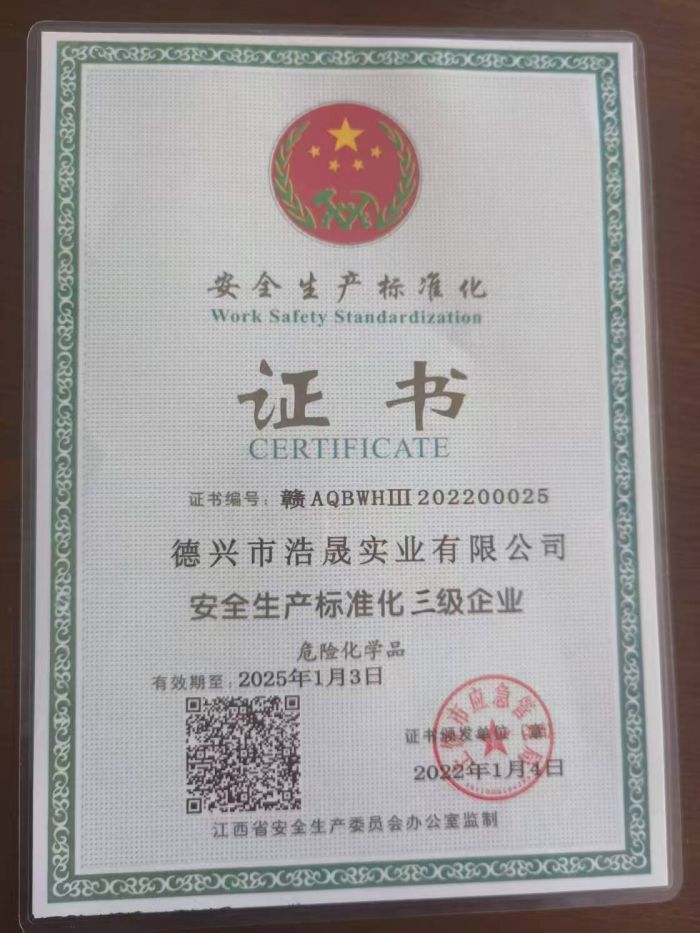 安全生产标准化
Work Safety Standardization
证书
CERTIFICATE
证书编号：赣AQBWHⅢ202200025
德兴市浩晟实业有限公司
安全生产标准化三级企业
危险化学品
有效期至：2025年1月3日
证书颁发单位（章）
市应急管
局
2022年1月4日
江西省安全生产委员会办公室监制